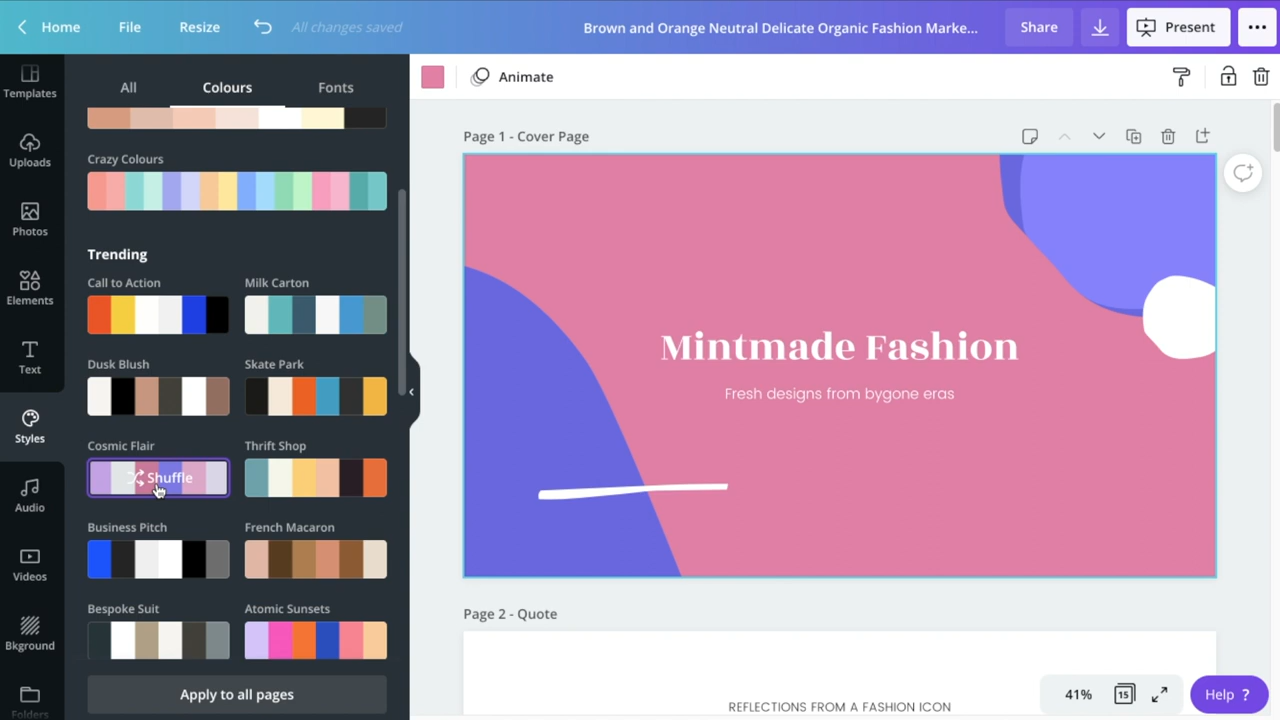 Home File Resize All changes saved Brown and Orange Neutral Delicate Organic Fashion Marke... Share Present
Templates
Uploads
Photos
Elements
Text
Styles
Audio
Videos
Bkground
Folders
All Colours Fonts
Crazy Colours
Trending
Call to Action Milk Carton
Dusk Blush Skate Park
Cosmic Flair Thrift Shop
Shuffle
Business Pitch French Macaron
Bespoke Suit Atomic Sunsets
Apply to all pages
Animate
Page 1 - Cover Page
Mintmade Fashion
Fresh designs from bygone eras
Page 2 - Quote
REFLECTIONS FROM A FASHION ICON
41% 15 Help ?